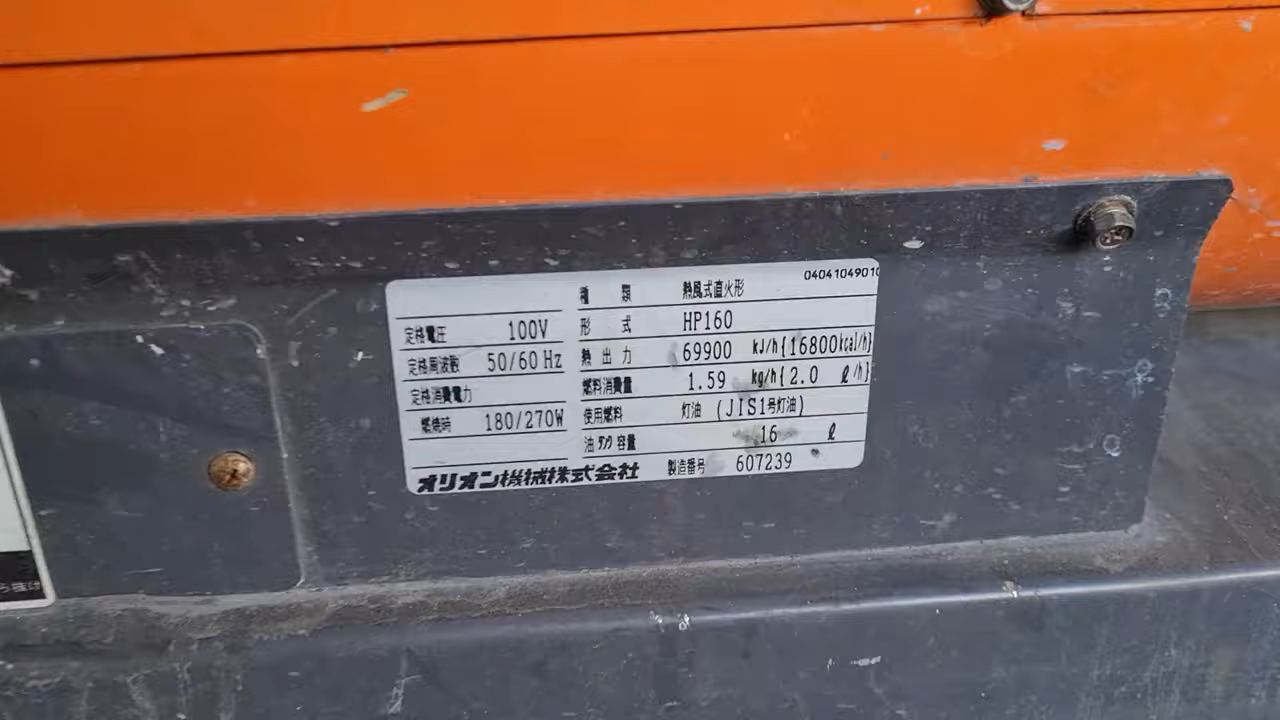 04041049010
定格電圧 100V
定格周波数 50/60 Hz
定格消費電力
燃焼時 180/270W
種類 熱風式直火形
形式 HP160
熱出力 69900 kJ/h{16800kcal/h}
燃料消費量 1.59 kg/h{2.0 ℓ/h}
使用燃料 灯油 (JIS1号灯油)
油タンク容量 16 ℓ
オリオン機械株式会社 製造番号 607239